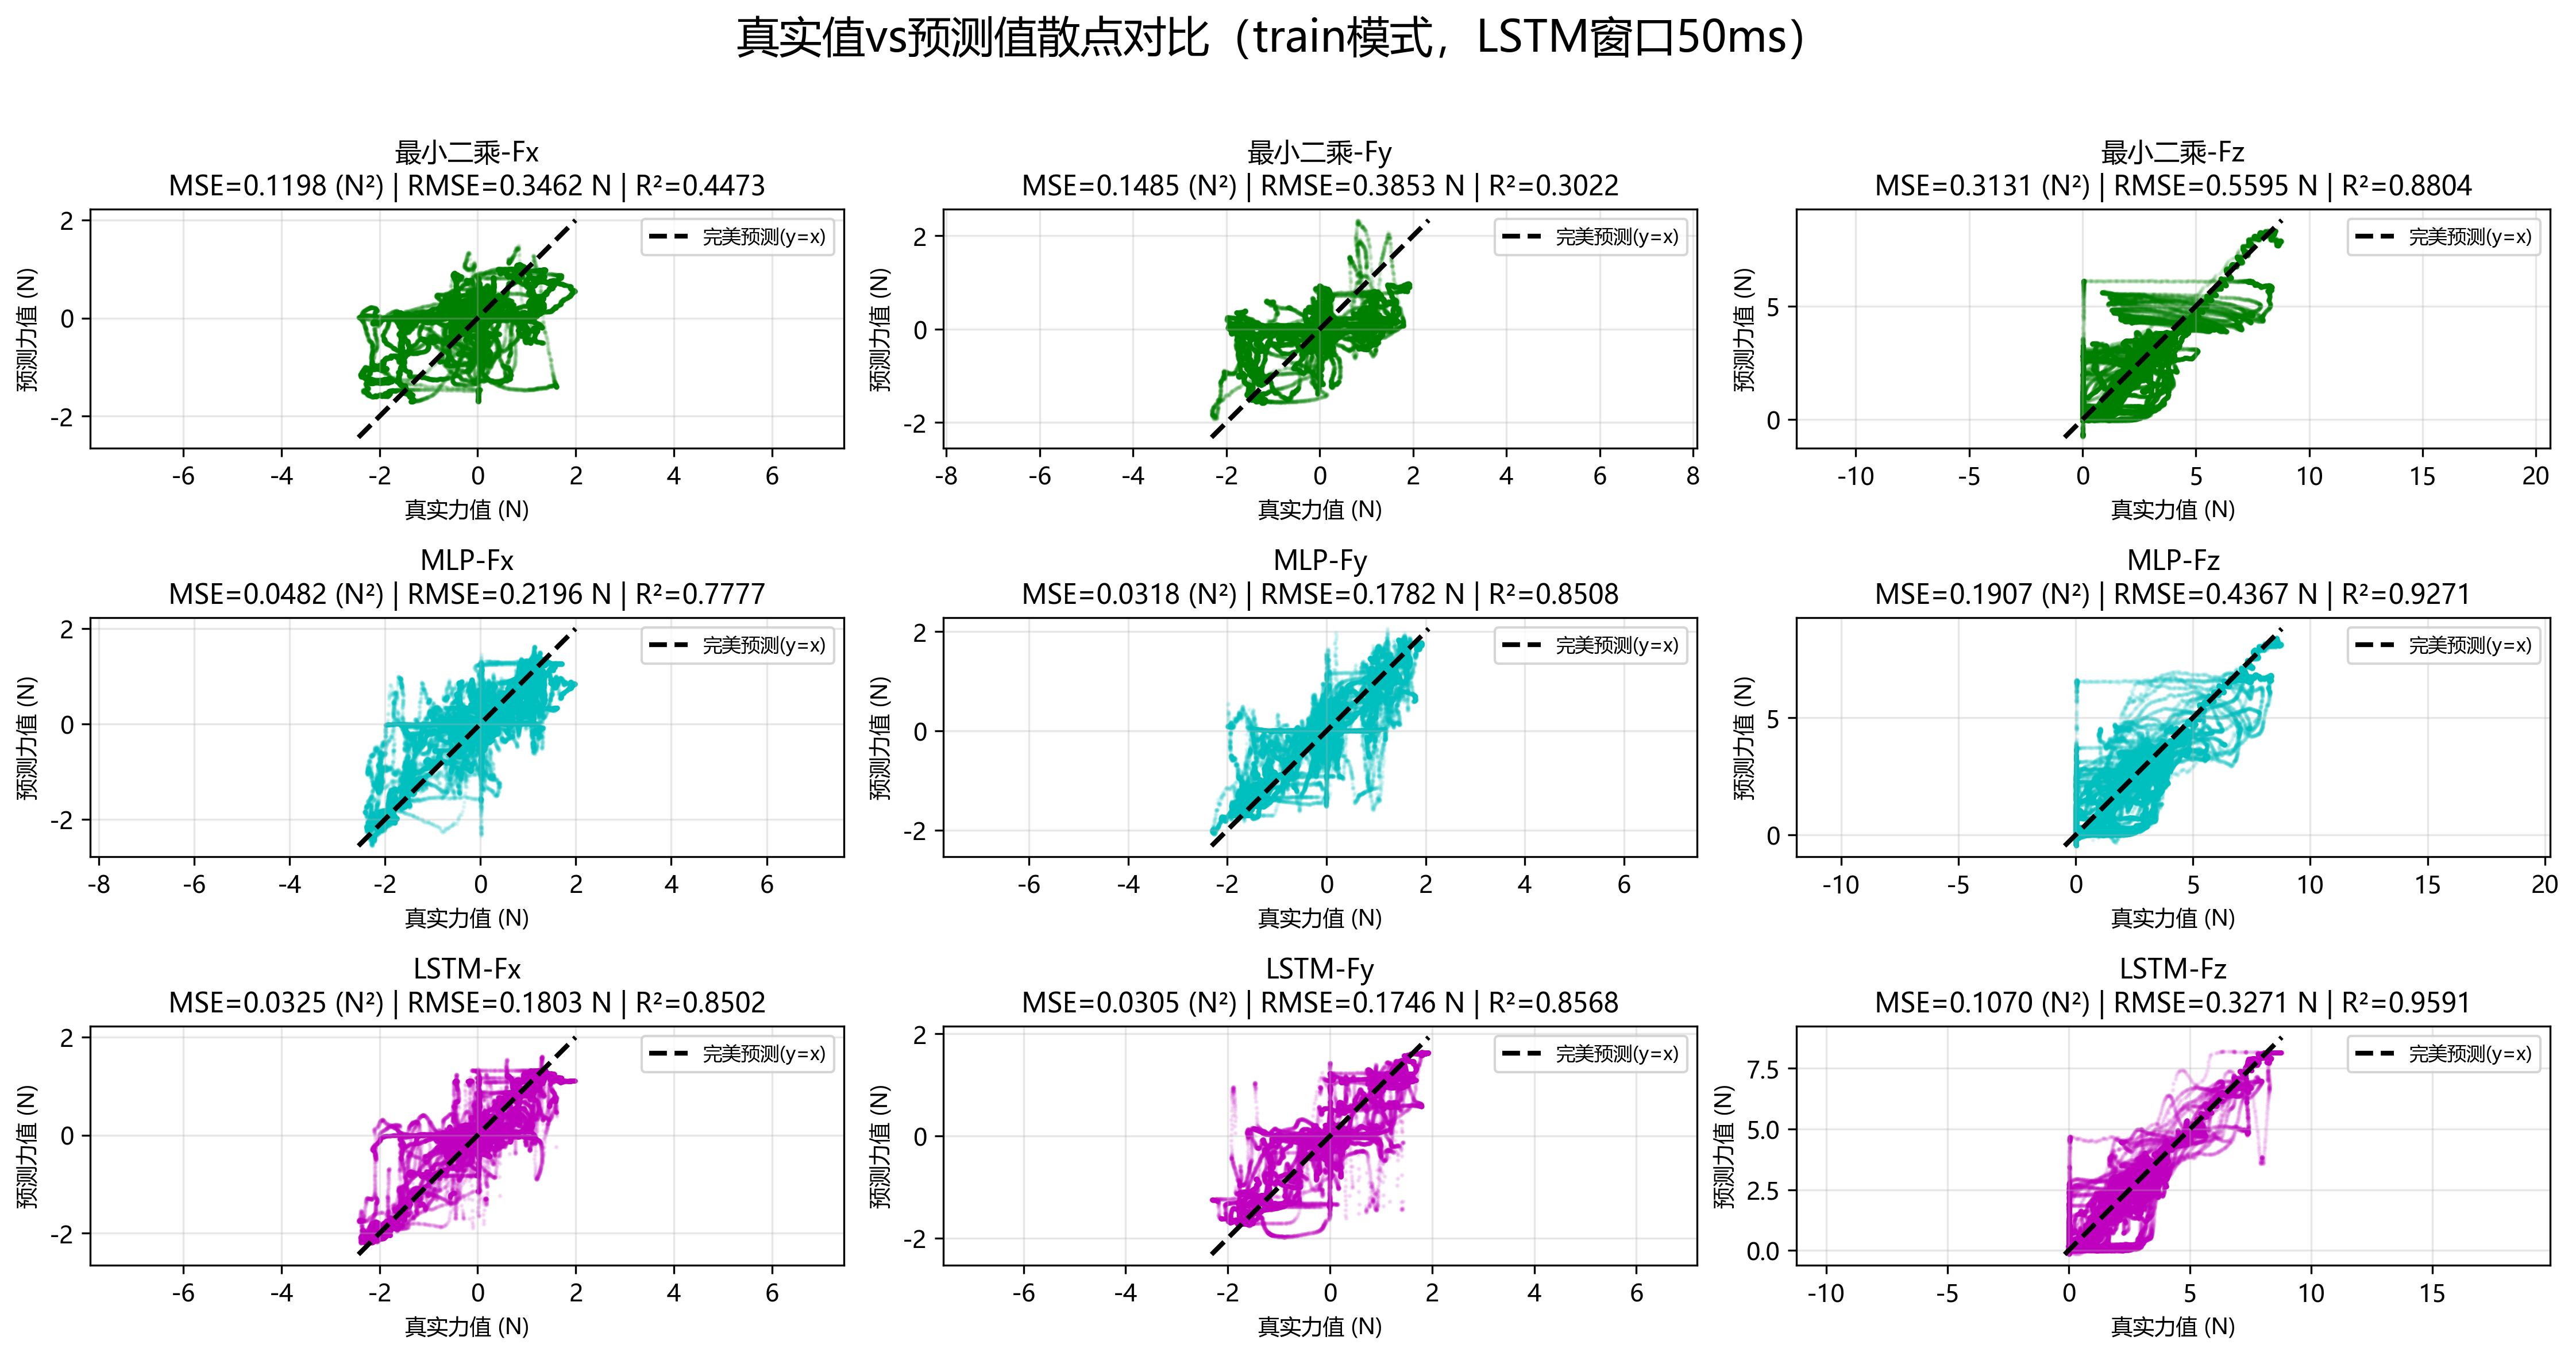 真实值vs预测值散点对比（train模式，LSTM窗口50ms）
最小二乘-Fx
MSE=0.1198 (N²) | RMSE=0.3462 N | R²=0.4473
完美预测(y=x)
预测力值 (N)
2
0
-2
-6 -4 -2 0 2 4 6
真实力值 (N)
最小二乘-Fy
MSE=0.1485 (N²) | RMSE=0.3853 N | R²=0.3022
完美预测(y=x)
预测力值 (N)
2
0
-2
-8 -6 -4 -2 0 2 4 6 8
真实力值 (N)
最小二乘-Fz
MSE=0.3131 (N²) | RMSE=0.5595 N | R²=0.8804
完美预测(y=x)
预测力值 (N)
5
0
-10 -5 0 5 10 15 20
真实力值 (N)
MLP-Fx
MSE=0.0482 (N²) | RMSE=0.2196 N | R²=0.7777
完美预测(y=x)
预测力值 (N)
2
0
-2
-8 -6 -4 -2 0 2 4 6
真实力值 (N)
MLP-Fy
MSE=0.0318 (N²) | RMSE=0.1782 N | R²=0.8508
完美预测(y=x)
预测力值 (N)
2
0
-2
-6 -4 -2 0 2 4 6
真实力值 (N)
MLP-Fz
MSE=0.1907 (N²) | RMSE=0.4367 N | R²=0.9271
完美预测(y=x)
预测力值 (N)
5
0
-10 -5 0 5 10 15 20
真实力值 (N)
LSTM-Fx
MSE=0.0325 (N²) | RMSE=0.1803 N | R²=0.8502
完美预测(y=x)
预测力值 (N)
2
0
-2
-6 -4 -2 0 2 4 6
真实力值 (N)
LSTM-Fy
MSE=0.0305 (N²) | RMSE=0.1746 N | R²=0.8568
完美预测(y=x)
预测力值 (N)
2
0
-2
-6 -4 -2 0 2 4 6
真实力值 (N)
LSTM-Fz
MSE=0.1070 (N²) | RMSE=0.3271 N | R²=0.9591
完美预测(y=x)
预测力值 (N)
7.5
5.0
2.5
0.0
-10 -5 0 5 10 15
真实力值 (N)